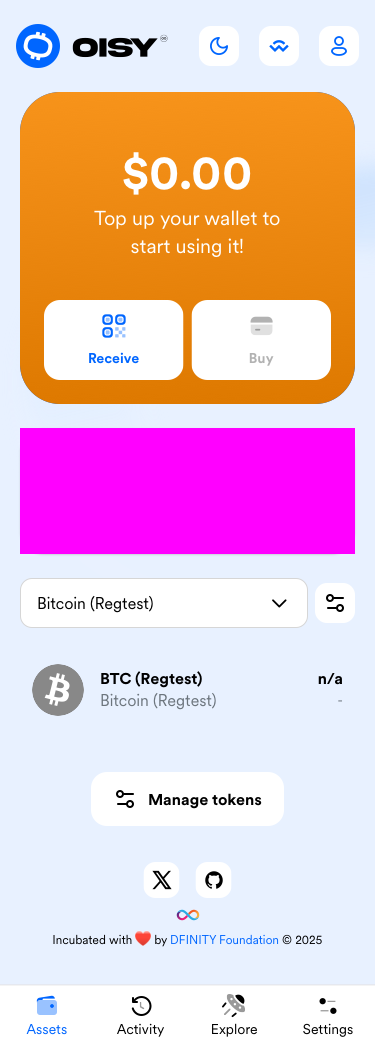 OISY
$0.00
Top up your wallet to
start using it!
Receive
Buy
Bitcoin (Regtest)
BTC (Regtest)
n/a
Bitcoin (Regtest)
-
Manage tokens
Incubated with ❤️ by DFINITY Foundation © 2025
Assets
Activity
Explore
Settings